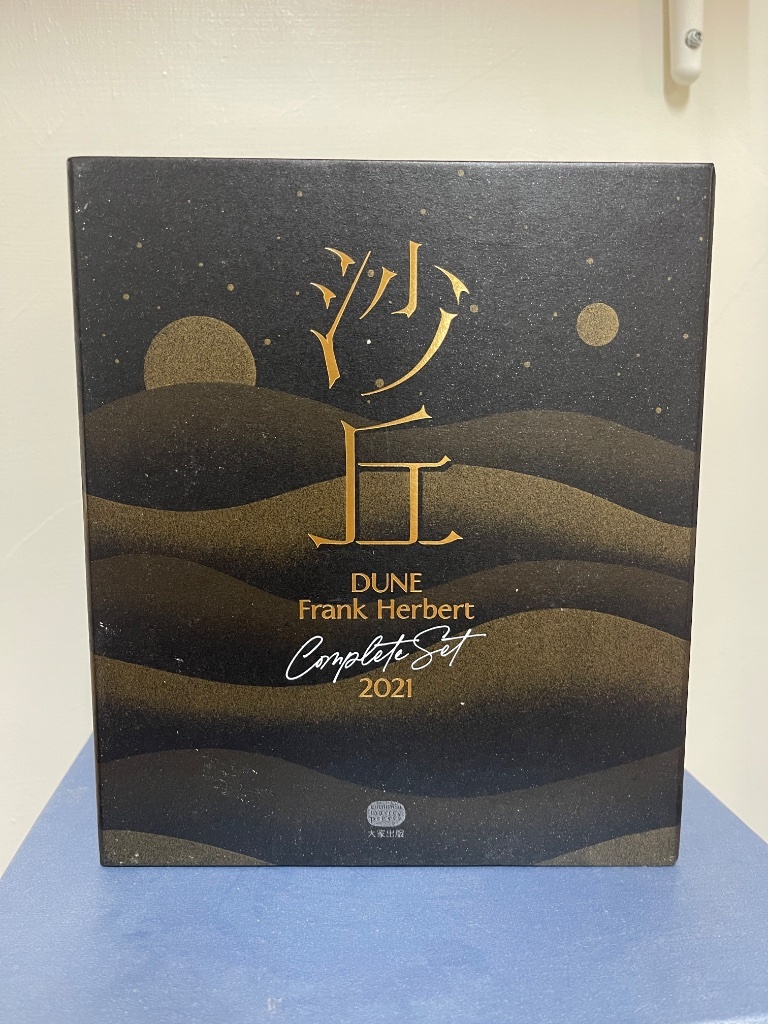 沙丘
DUNE
Frank Herbert
Complete Set
2021
大家出版